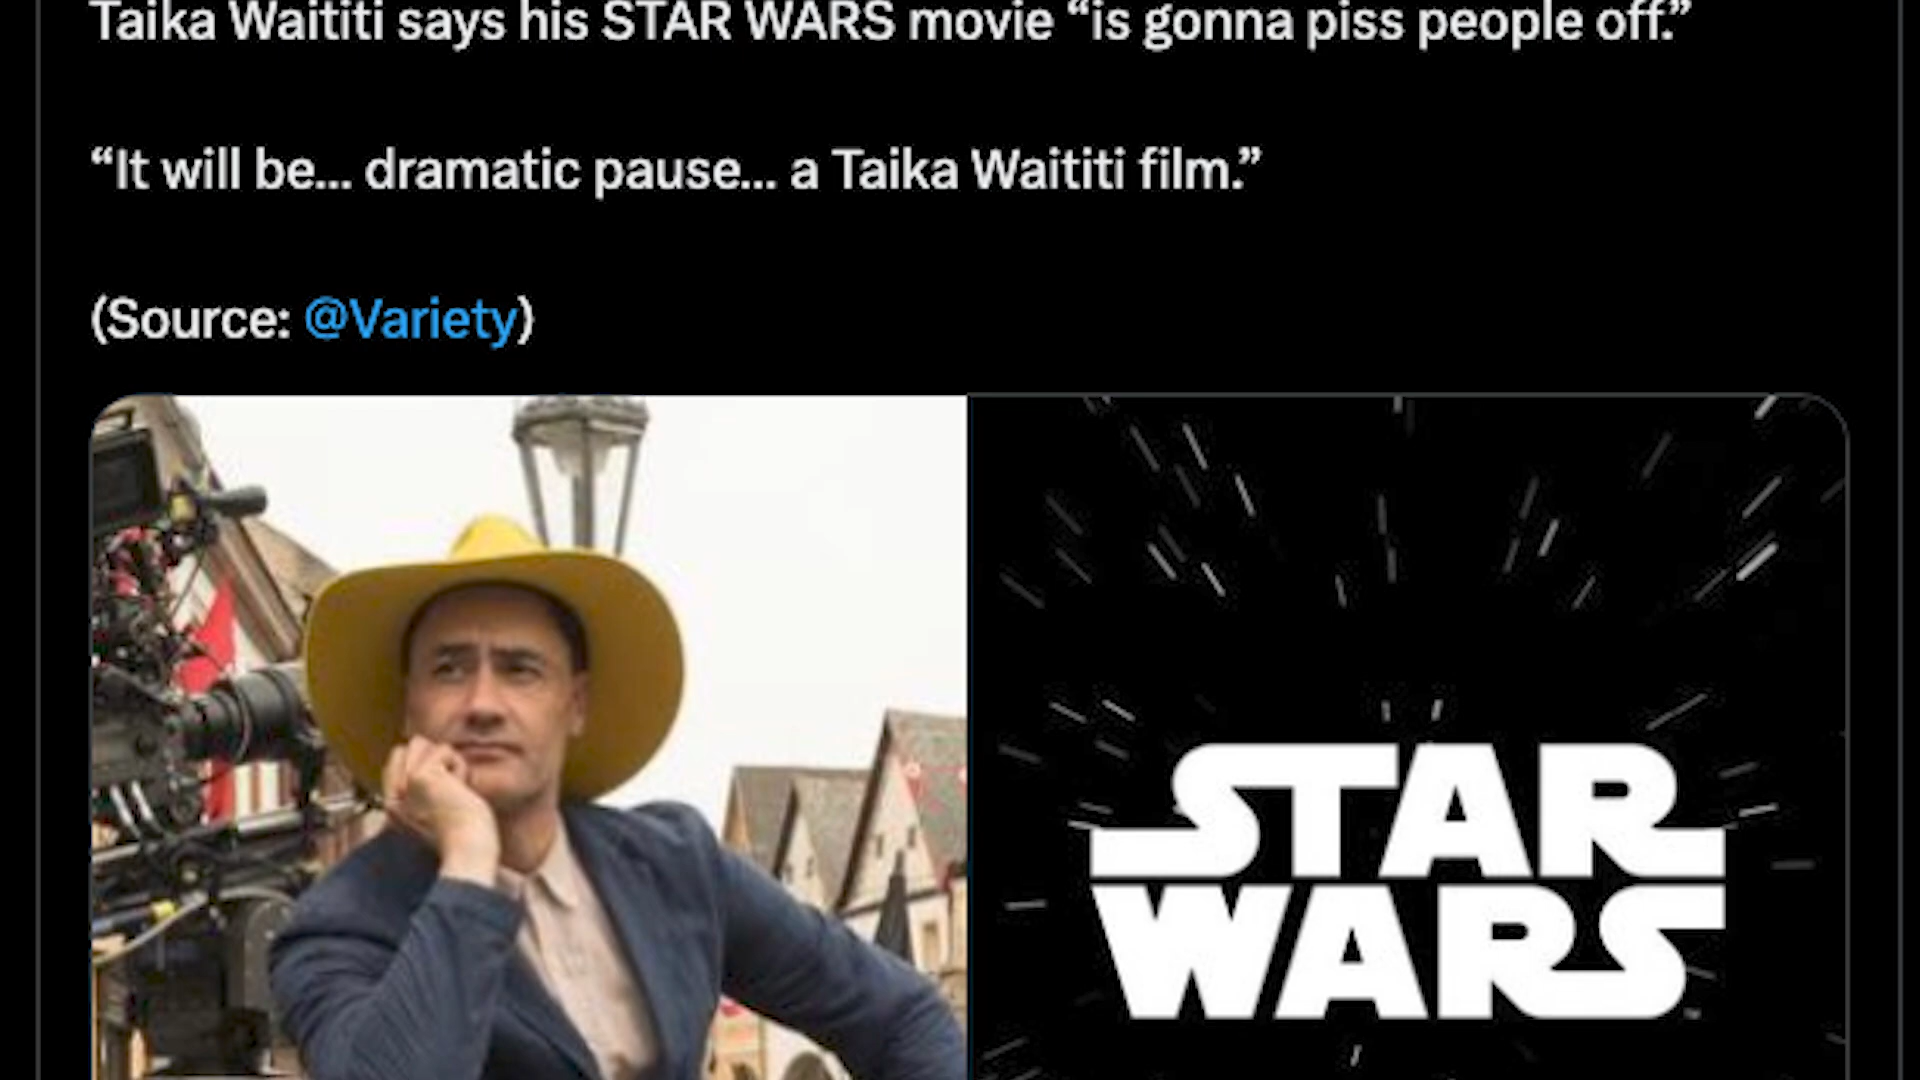 Taika Waititi says his STAR WARS movie “is gonna piss people off.”
“It will be... dramatic pause... a Taika Waititi film.”
(Source: @Variety)
STAR
WARS